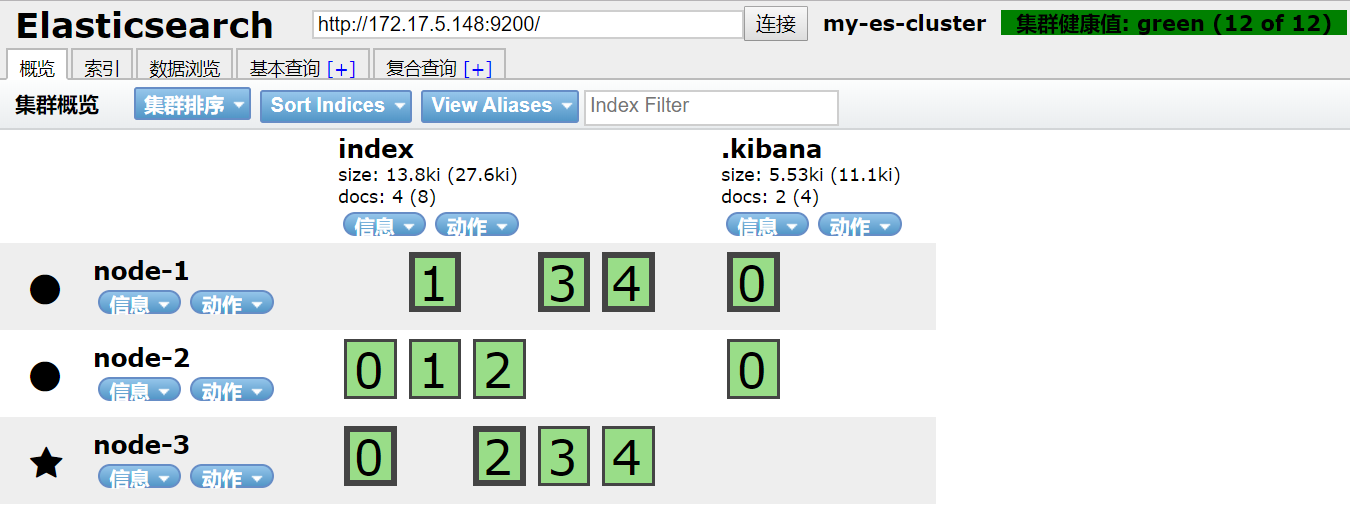 Elasticsearch http://172.17.5.148:9200/ 连接 my-es-cluster 集群健康值: green (12 of 12)
概览 索引 数据浏览 基本查询 [+] 复合查询 [+]
集群概览 集群排序 Sort Indices View Aliases Index Filter
index .kibana
size: 13.8ki (27.6ki) size: 5.53ki (11.1ki)
docs: 4 (8) docs: 2 (4)
信息 动作 信息 动作
node-1 1 3 4 0
信息 动作
node-2 0 1 2 0
信息 动作
node-3 0 2 3 4
信息 动作